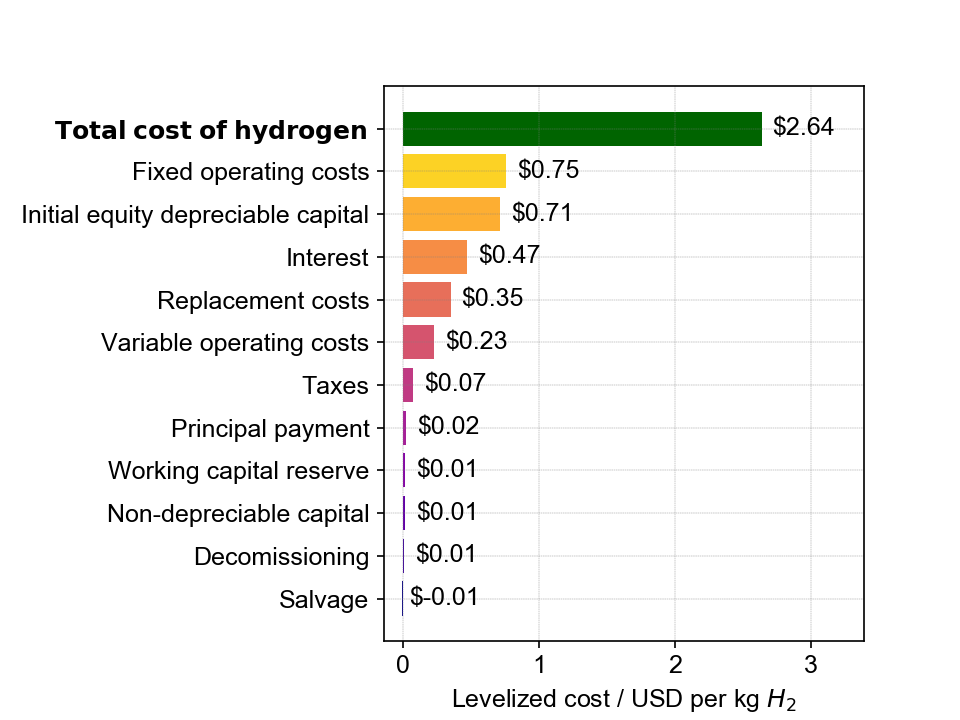 Total cost of hydrogen $2.64
Fixed operating costs $0.75
Initial equity depreciable capital $0.71
Interest $0.47
Replacement costs $0.35
Variable operating costs $0.23
Taxes $0.07
Principal payment $0.02
Working capital reserve $0.01
Non-depreciable capital $0.01
Decomissioning $0.01
Salvage $-0.01
0 1 2 3
Levelized cost / USD per kg H₂